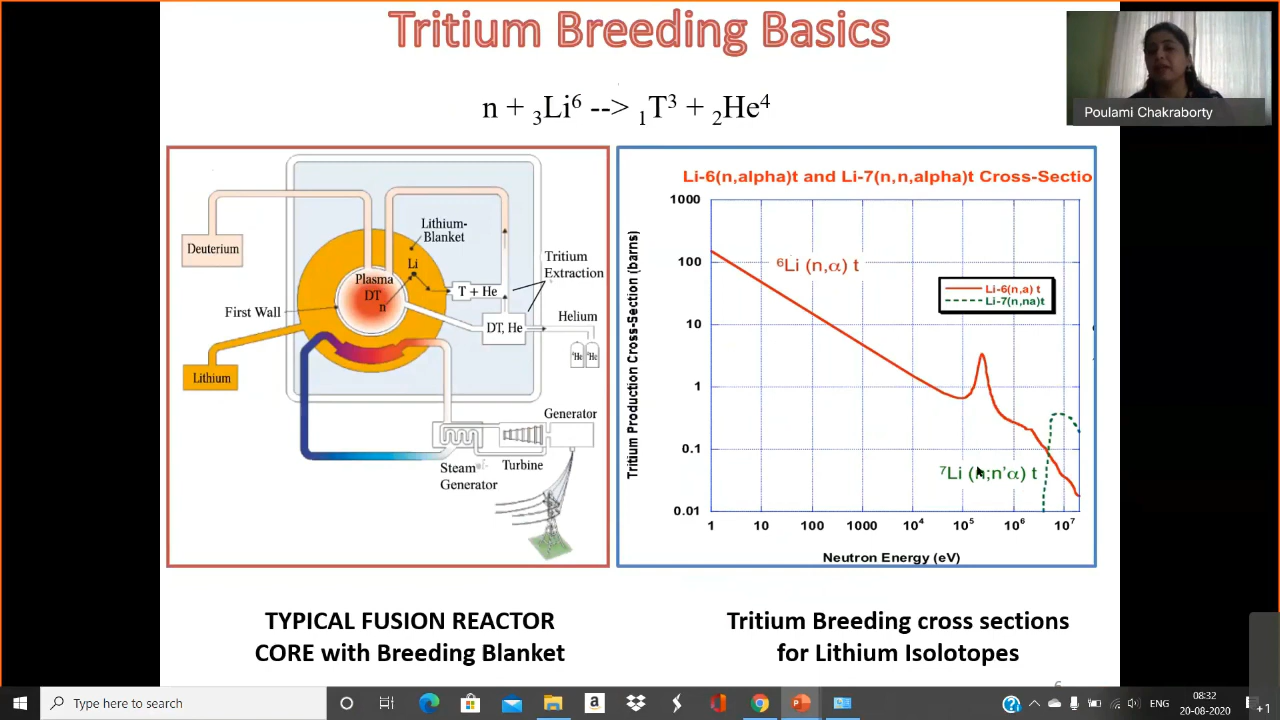 Tritium Breeding Basics
n + ₃Li⁶ --> ₁T³ + ₂He⁴
Poulami Chakraborty
Deuterium
Lithium-
Blanket
Li
Plasma
DT
n
T + He
Tritium
Extraction
First Wall
DT, He
Helium
Lithium
Generator
Steam
Generator
Turbine
Li-6(n,alpha)t and Li-7(n,n,alpha)t Cross-Sectio
Tritium Production Cross-Section (barns)
1000
100
10
1
0.1
0.01
⁶Li (n,α) t
Li-6(n,a) t
Li-7(n,na)t
⁷Li (n;n'α) t
1 10 100 1000 10⁴ 10⁵ 10⁶ 10⁷
Neutron Energy (eV)
TYPICAL FUSION REACTOR
CORE with Breeding Blanket
Tritium Breeding cross sections
for Lithium Isolotopes
Type here to search
ENG
08:32
20-08-2020
+1